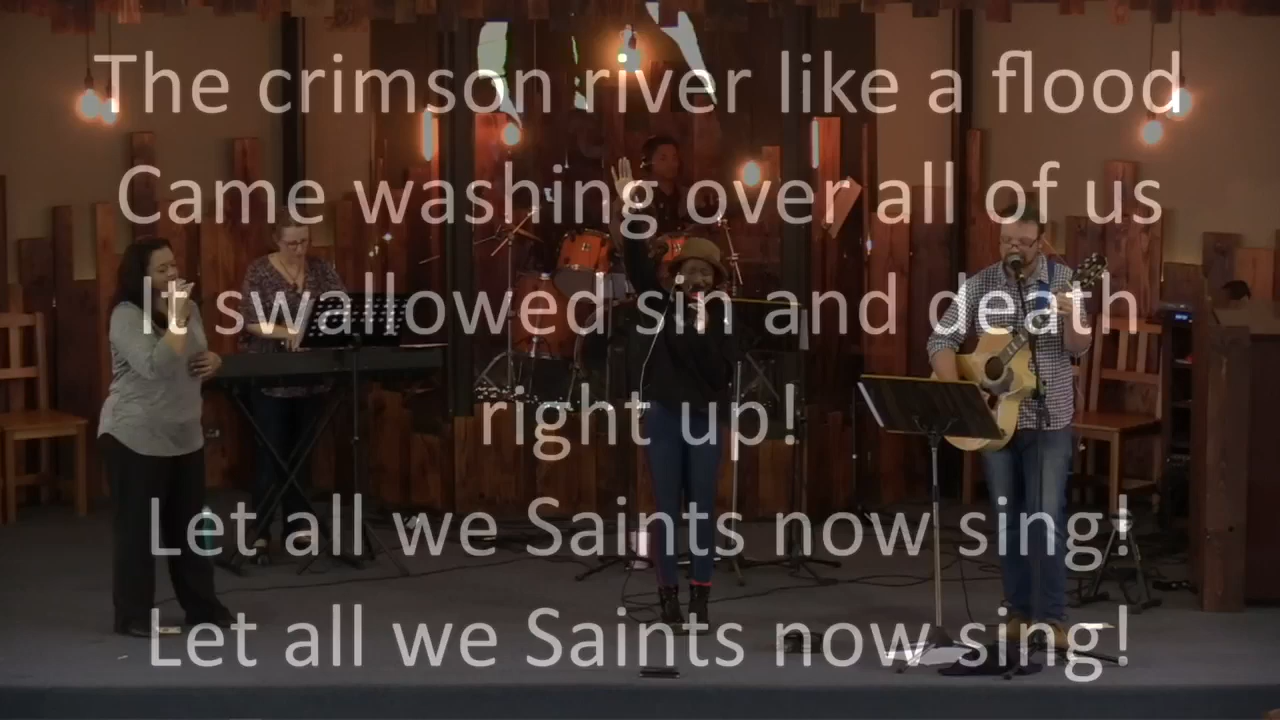 The crimson river like a flood
Came washing over all of us
It swallowed sin and death
right up!
Let all we Saints now sing!
Let all we Saints now sing!